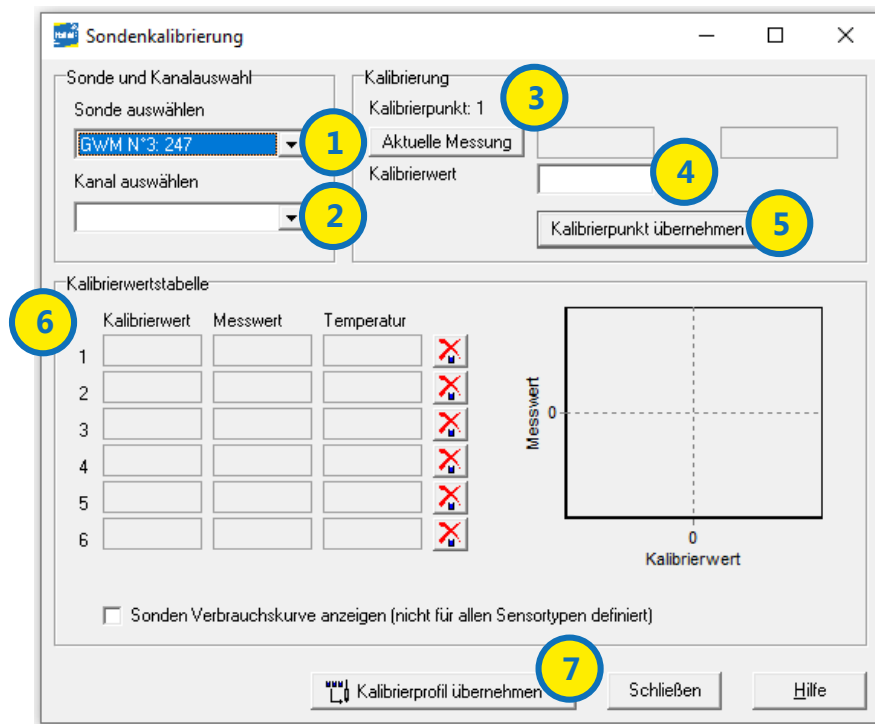 Sondenkalibrierung
Sonde und Kanalauswahl
Sonde auswählen
GWM N°3: 247
1
Kanal auswählen
2
Kalibrierung
Kalibrierpunkt: 1
3
Aktuelle Messung
Kalibrierwert
4
Kalibrierpunkt übernehmen
5
Kalibrierwertstabelle
6
Kalibrierwert Messwert Temperatur
1
2
3
4
5
6
Messwert
0
0
Kalibrierwert
Sonden Verbrauchskurve anzeigen (nicht für allen Sensortypen definiert)
Kalibrierprofil übernehmen
7
Schließen
Hilfe